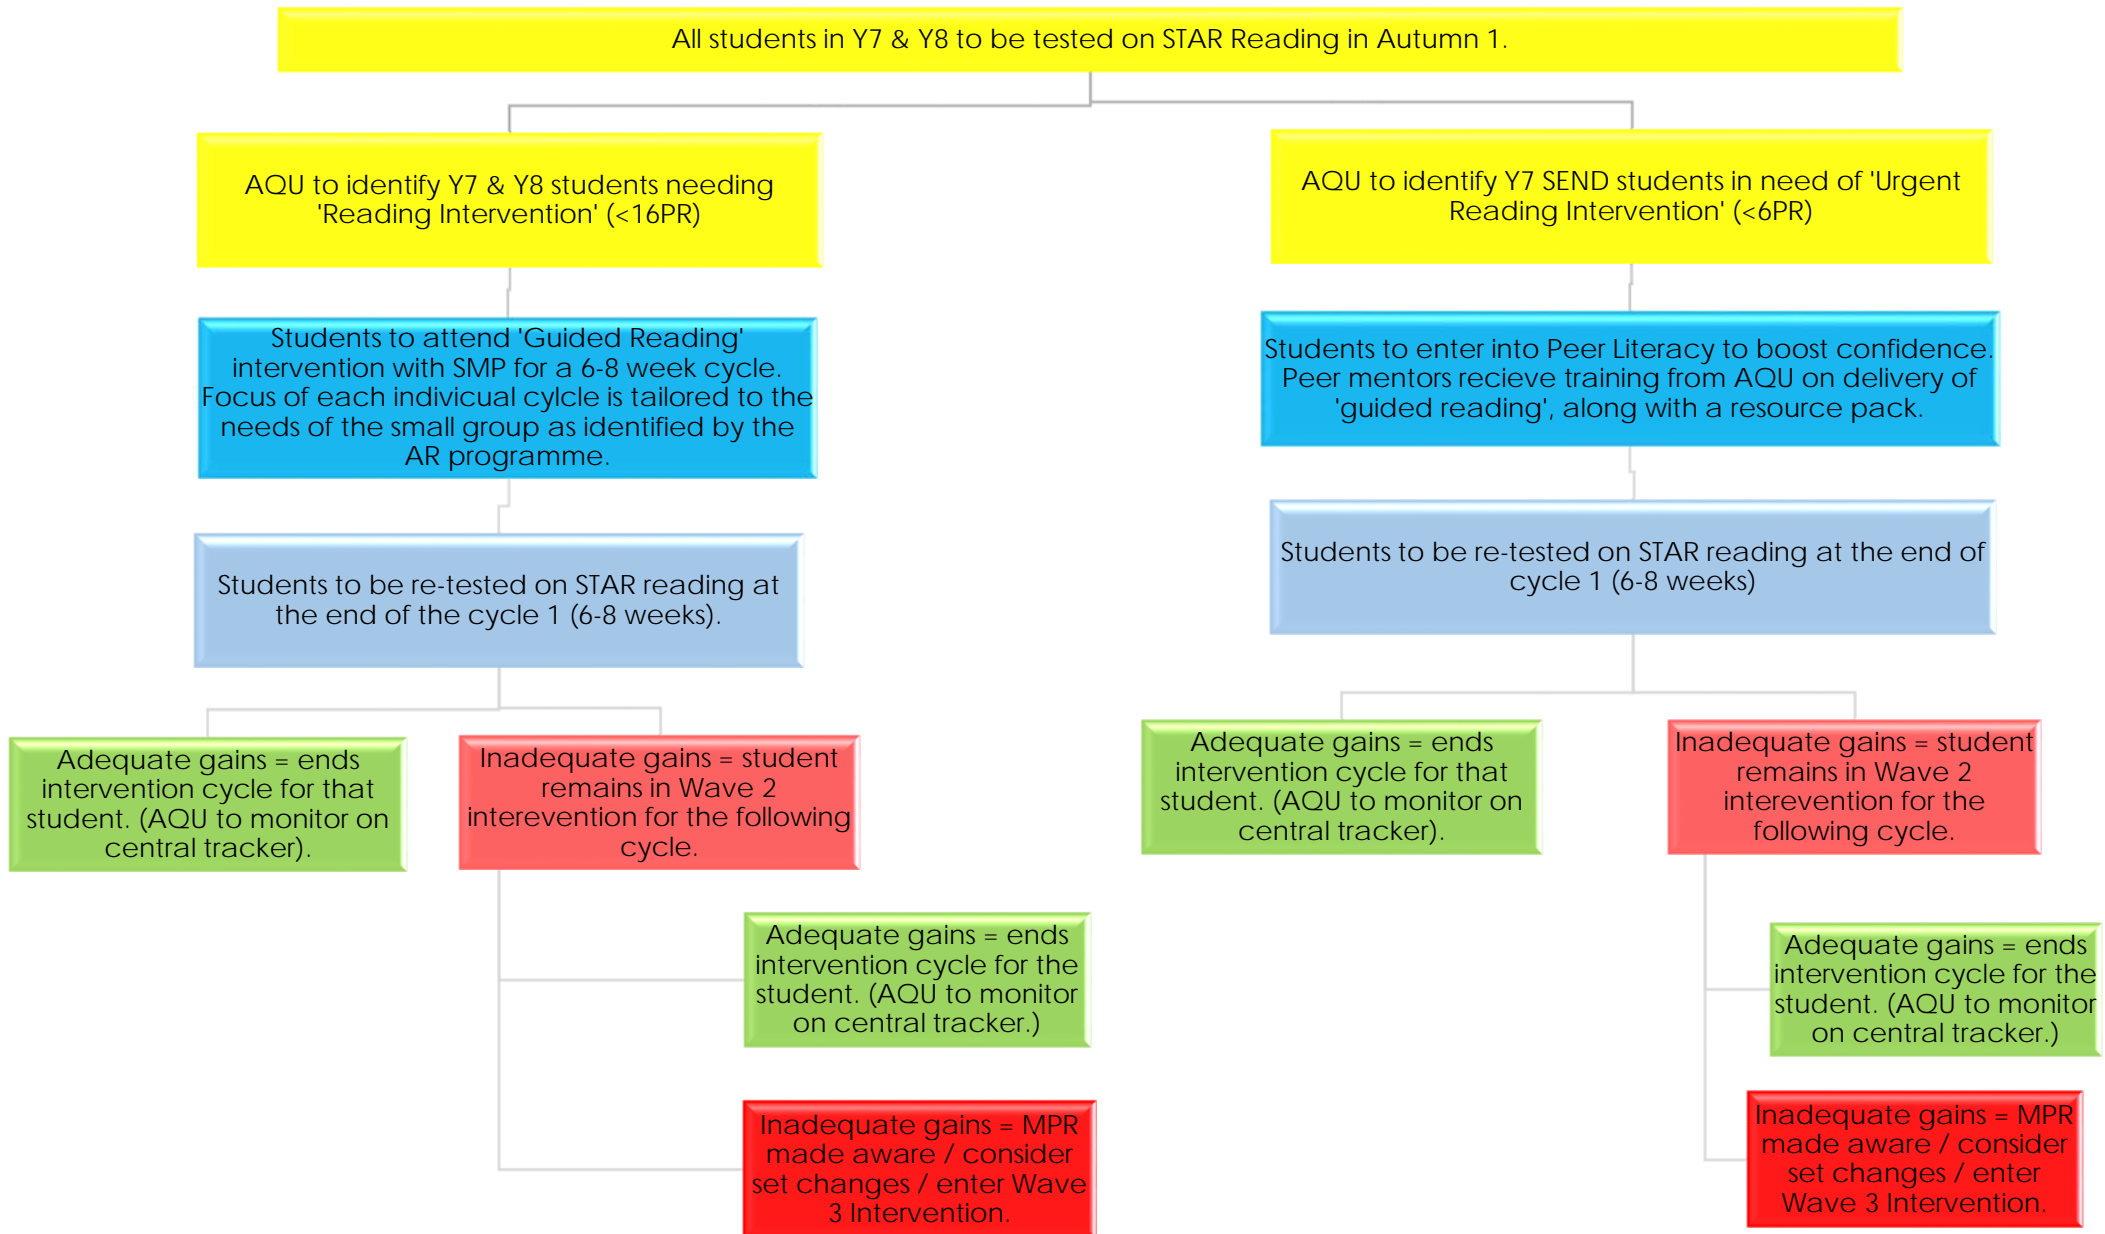 All students in Y7 & Y8 to be tested on STAR Reading in Autumn 1.
AQU to identify Y7 & Y8 students needing
'Reading Intervention' (<16PR)
AQU to identify Y7 SEND students in need of 'Urgent
Reading Intervention' (<6PR)
Students to attend 'Guided Reading'
intervention with SMP for a 6-8 week cycle.
Focus of each indivicual cylcle is tailored to the
needs of the small group as identified by the
AR programme.
Students to enter into Peer Literacy to boost confidence.
Peer mentors recieve training from AQU on delivery of
'guided reading', along with a resource pack.
Students to be re-tested on STAR reading at
the end of the cycle 1 (6-8 weeks).
Students to be re-tested on STAR reading at the end of
cycle 1 (6-8 weeks)
Adequate gains = ends
intervention cycle for that
student. (AQU to monitor on
central tracker).
Inadequate gains = student
remains in Wave 2
interevention for the following
cycle.
Adequate gains = ends
intervention cycle for that
student. (AQU to monitor on
central tracker).
Inadequate gains = student
remains in Wave 2
interevention for the
following cycle.
Adequate gains = ends
intervention cycle for the
student. (AQU to monitor
on central tracker.)
Adequate gains = ends
intervention cycle for the
student. (AQU to monitor
on central tracker.)
Inadequate gains = MPR
made aware / consider
set changes / enter Wave
3 Intervention.
Inadequate gains = MPR
made aware / consider
set changes / enter
Wave 3 Intervention.